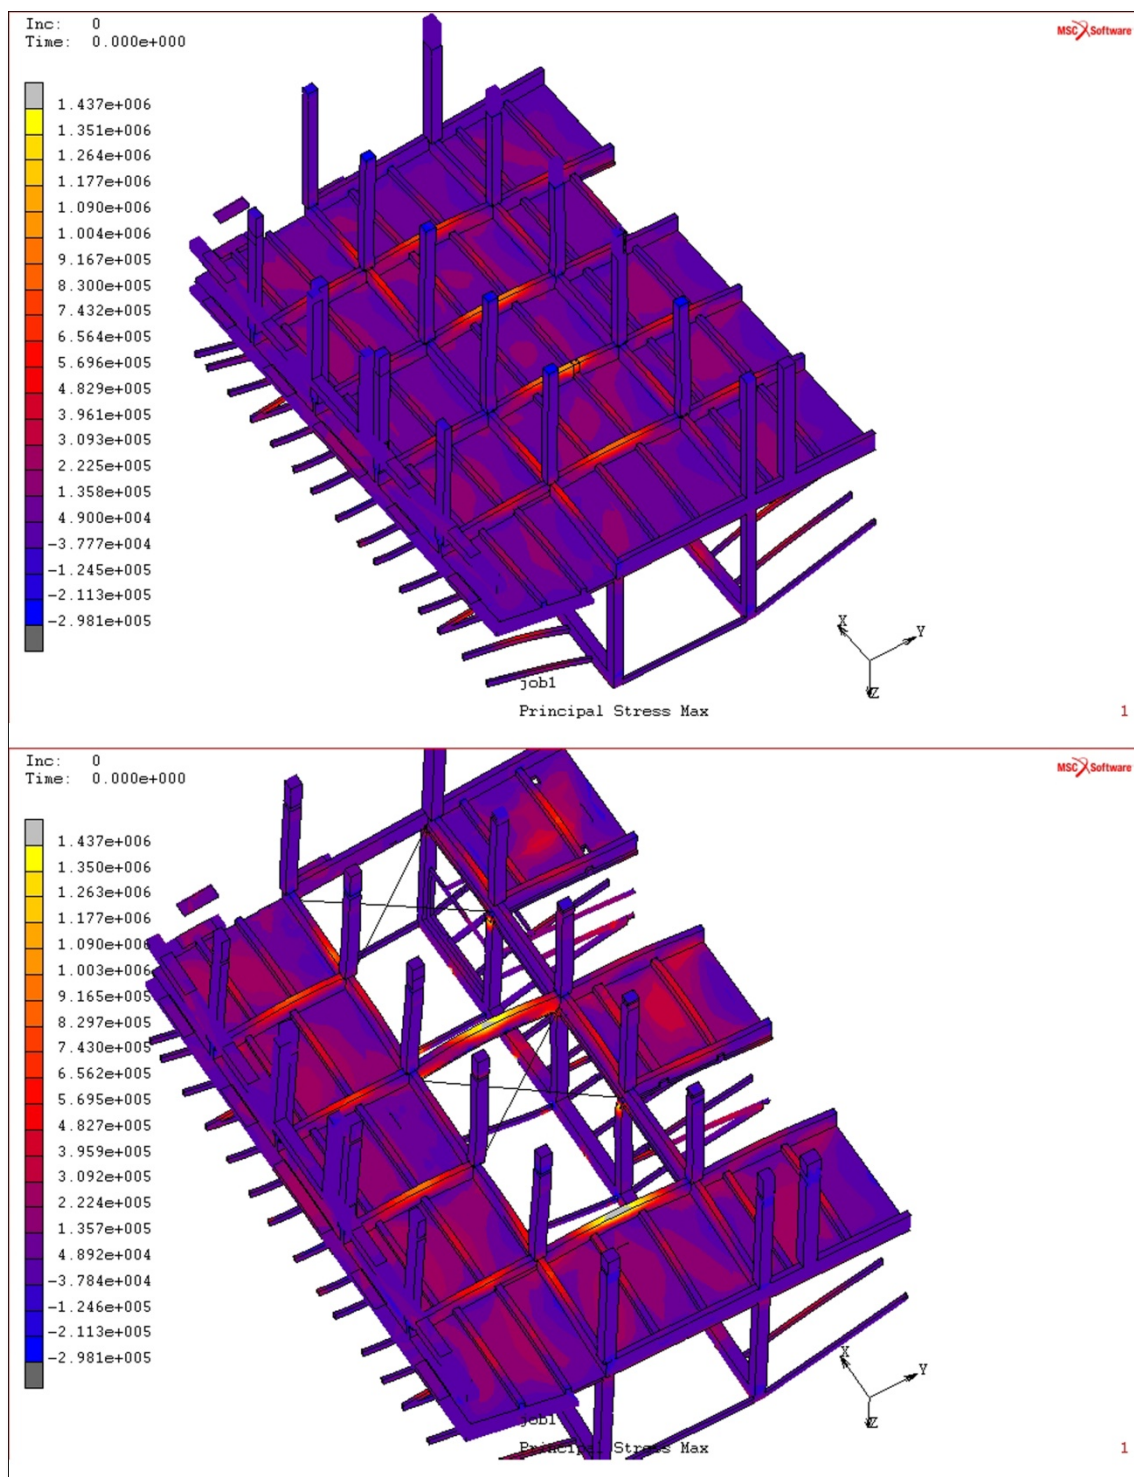 Inc: 0
Time: 0.000e+000
MSC Software
1.437e+006
1.351e+006
1.264e+006
1.177e+006
1.090e+006
1.004e+006
9.167e+005
8.300e+005
7.432e+005
6.564e+005
5.696e+005
4.829e+005
3.961e+005
3.093e+005
2.225e+005
1.358e+005
4.900e+004
-3.777e+004
-1.245e+005
-2.113e+005
-2.981e+005
X
Y
Z
job1
Principal Stress Max
1
Inc: 0
Time: 0.000e+000
MSC Software
1.437e+006
1.350e+006
1.263e+006
1.177e+006
1.090e+006
1.003e+006
9.165e+005
8.297e+005
7.430e+005
6.562e+005
5.695e+005
4.827e+005
3.959e+005
3.092e+005
2.224e+005
1.357e+005
4.892e+004
-3.784e+004
-1.246e+005
-2.113e+005
-2.981e+005
X
Y
Z
job1
Principal Stress Max
1